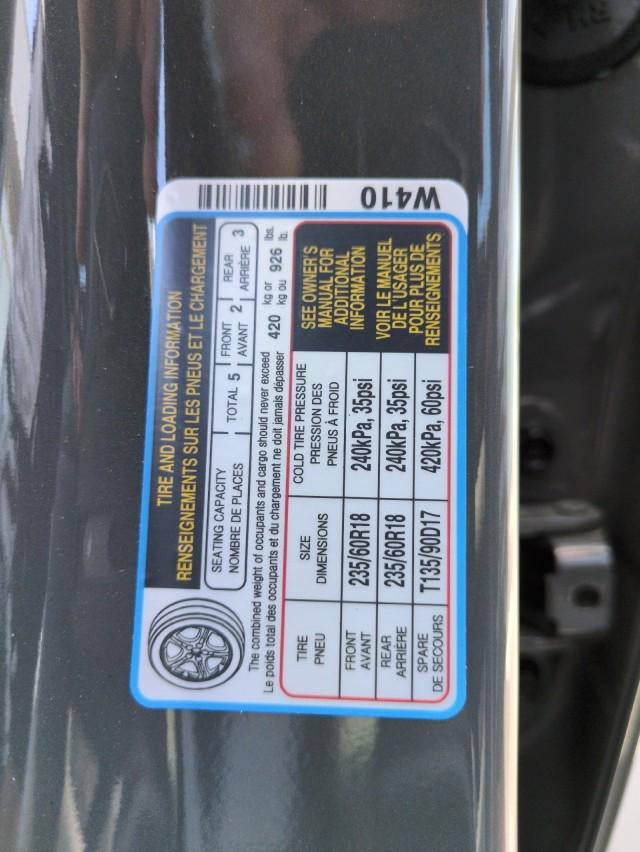 TIRE AND LOADING INFORMATION
RENSEIGNEMENTS SUR LES PNEUS ET LE CHARGEMENT
SEATING CAPACITY
NOMBRE DE PLACES
TOTAL 5
FRONT
AVANT
2
REAR
ARRIÈRE
3
The combined weight of occupants and cargo should never exceed
Le poids total des occupants et du chargement ne doit jamais dépasser
420
kg or
kg ou
926
lbs.
lb.
TIRE
PNEU
SIZE
DIMENSIONS
COLD TIRE PRESSURE
PRESSION DES
PNEUS À FROID
FRONT
AVANT
235/60R18
240kPa, 35psi
REAR
ARRIÈRE
235/60R18
240kPa, 35psi
SPARE
DE SECOURS
T135/90D17
420kPa, 60psi
SEE OWNER'S
MANUAL FOR
ADDITIONAL
INFORMATION
VOIR LE MANUEL
DE L'USAGER
POUR PLUS DE
RENSEIGNEMENTS
W410
RH